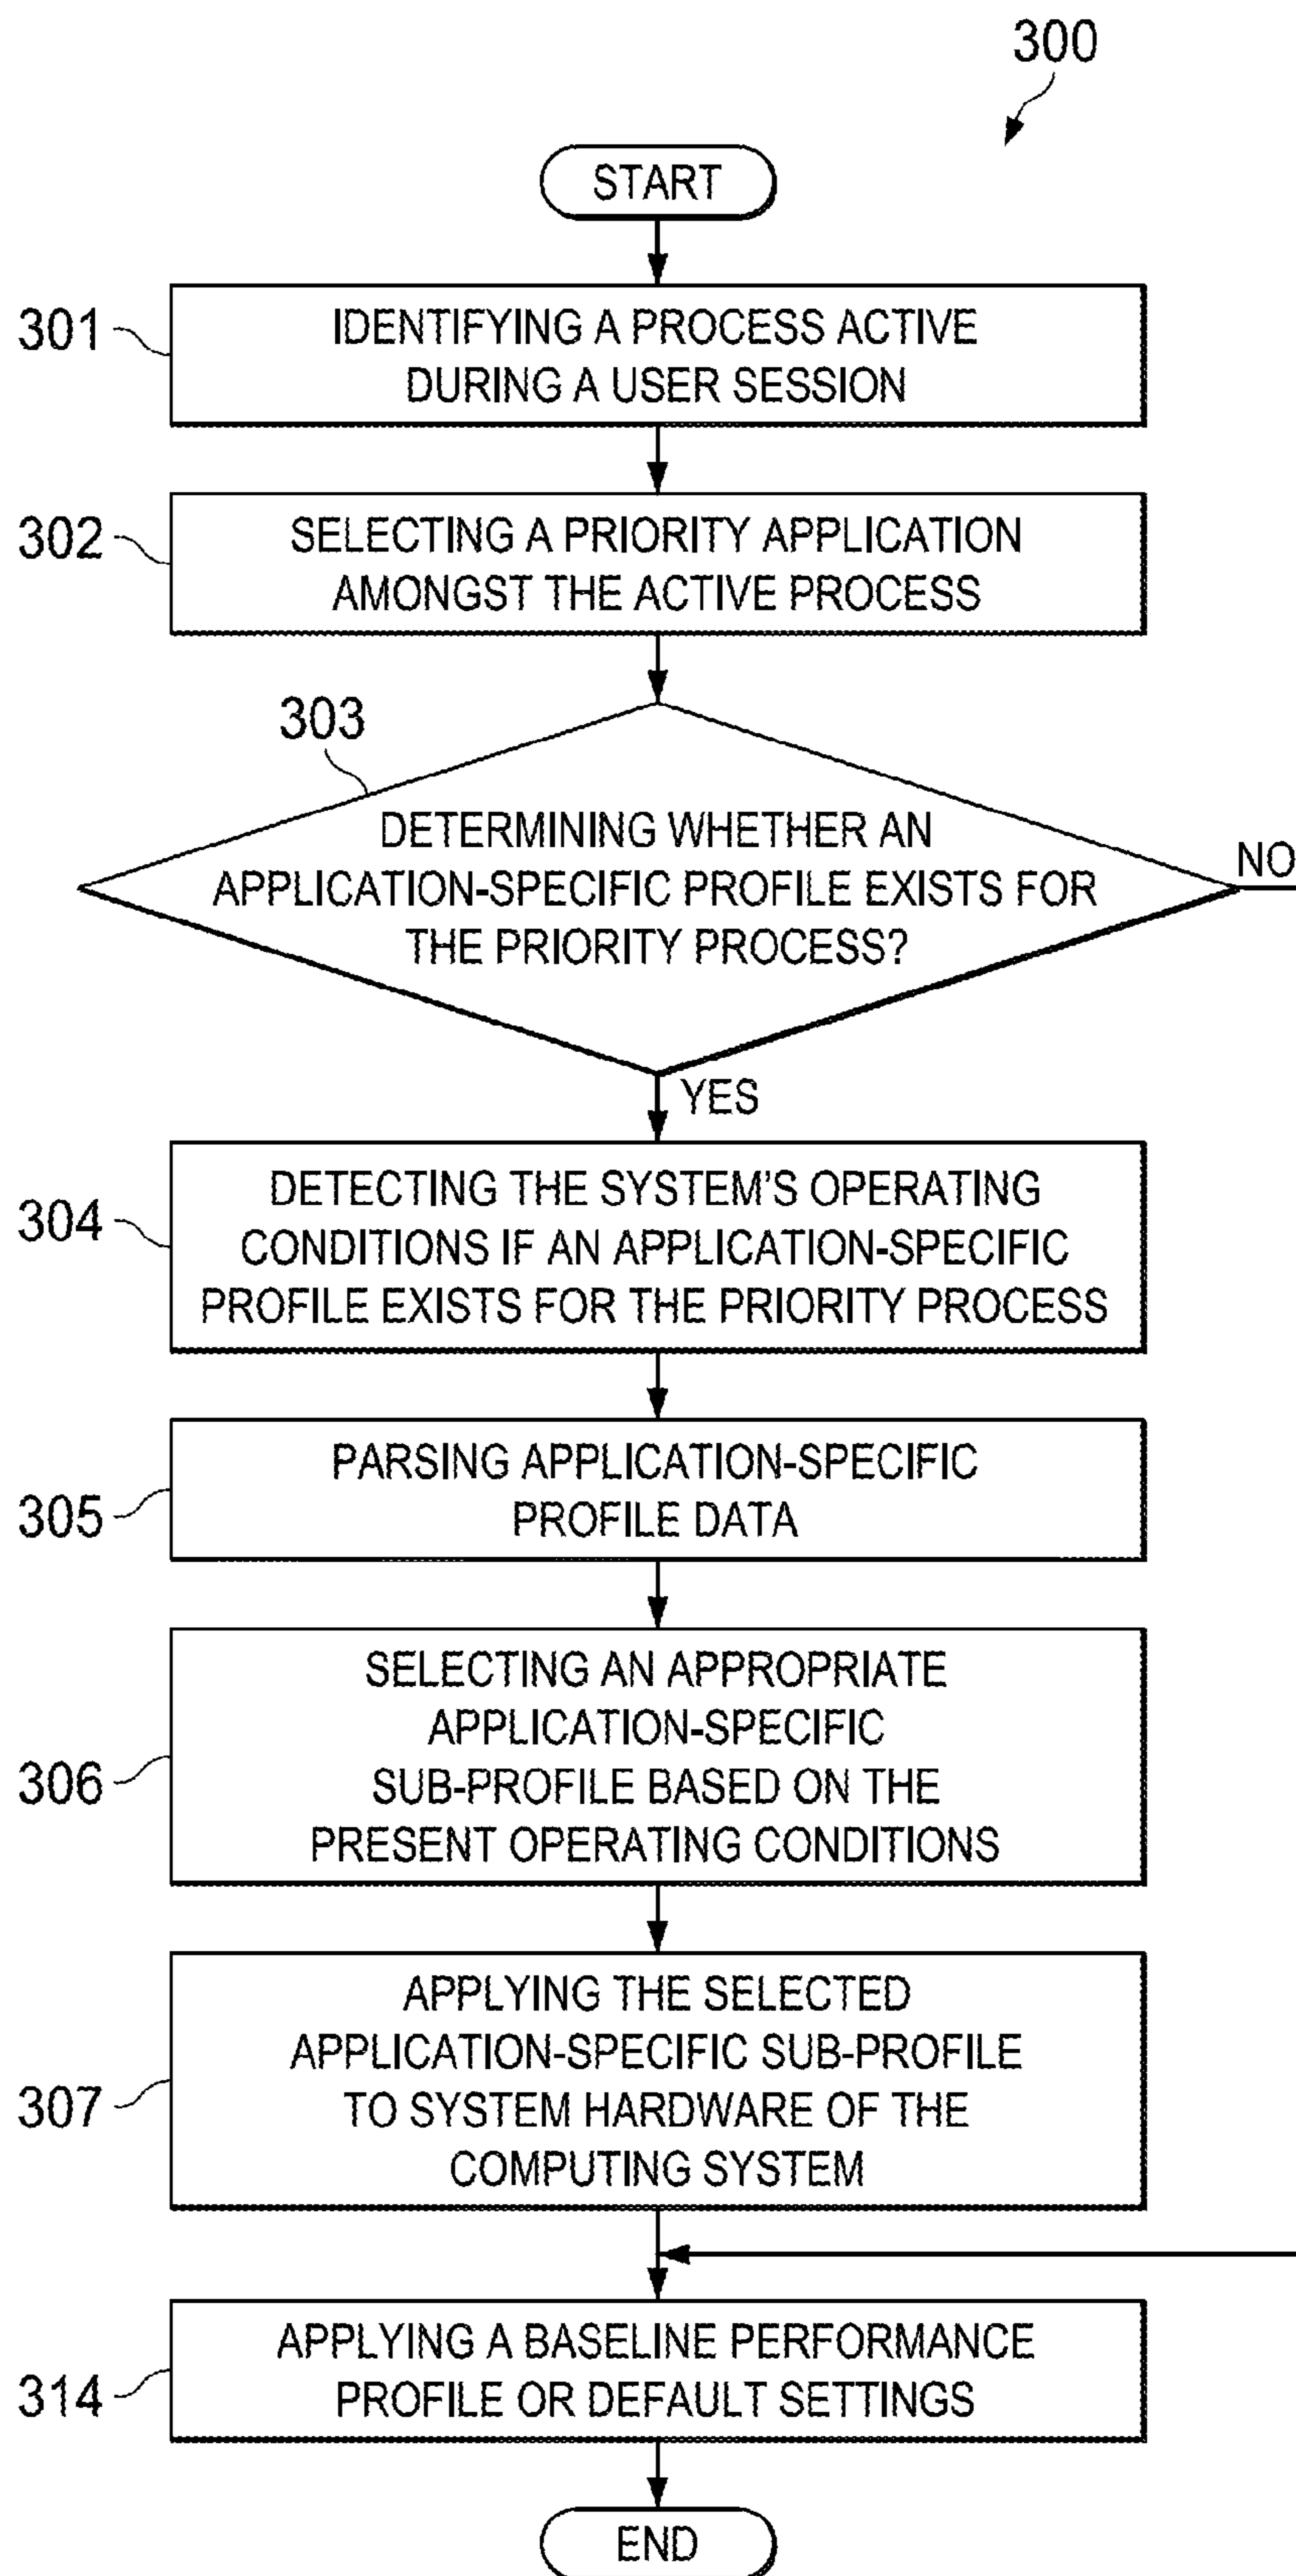 300
START
301
IDENTIFYING A PROCESS ACTIVE
DURING A USER SESSION
302
SELECTING A PRIORITY APPLICATION
AMONGST THE ACTIVE PROCESS
303
DETERMINING WHETHER AN
APPLICATION-SPECIFIC PROFILE EXISTS FOR
THE PRIORITY PROCESS?
NO
YES
304
DETECTING THE SYSTEM'S OPERATING
CONDITIONS IF AN APPLICATION-SPECIFIC
PROFILE EXISTS FOR THE PRIORITY PROCESS
305
PARSING APPLICATION-SPECIFIC
PROFILE DATA
306
SELECTING AN APPROPRIATE
APPLICATION-SPECIFIC
SUB-PROFILE BASED ON THE
PRESENT OPERATING CONDITIONS
307
APPLYING THE SELECTED
APPLICATION-SPECIFIC SUB-PROFILE
TO SYSTEM HARDWARE OF THE
COMPUTING SYSTEM
314
APPLYING A BASELINE PERFORMANCE
PROFILE OR DEFAULT SETTINGS
END